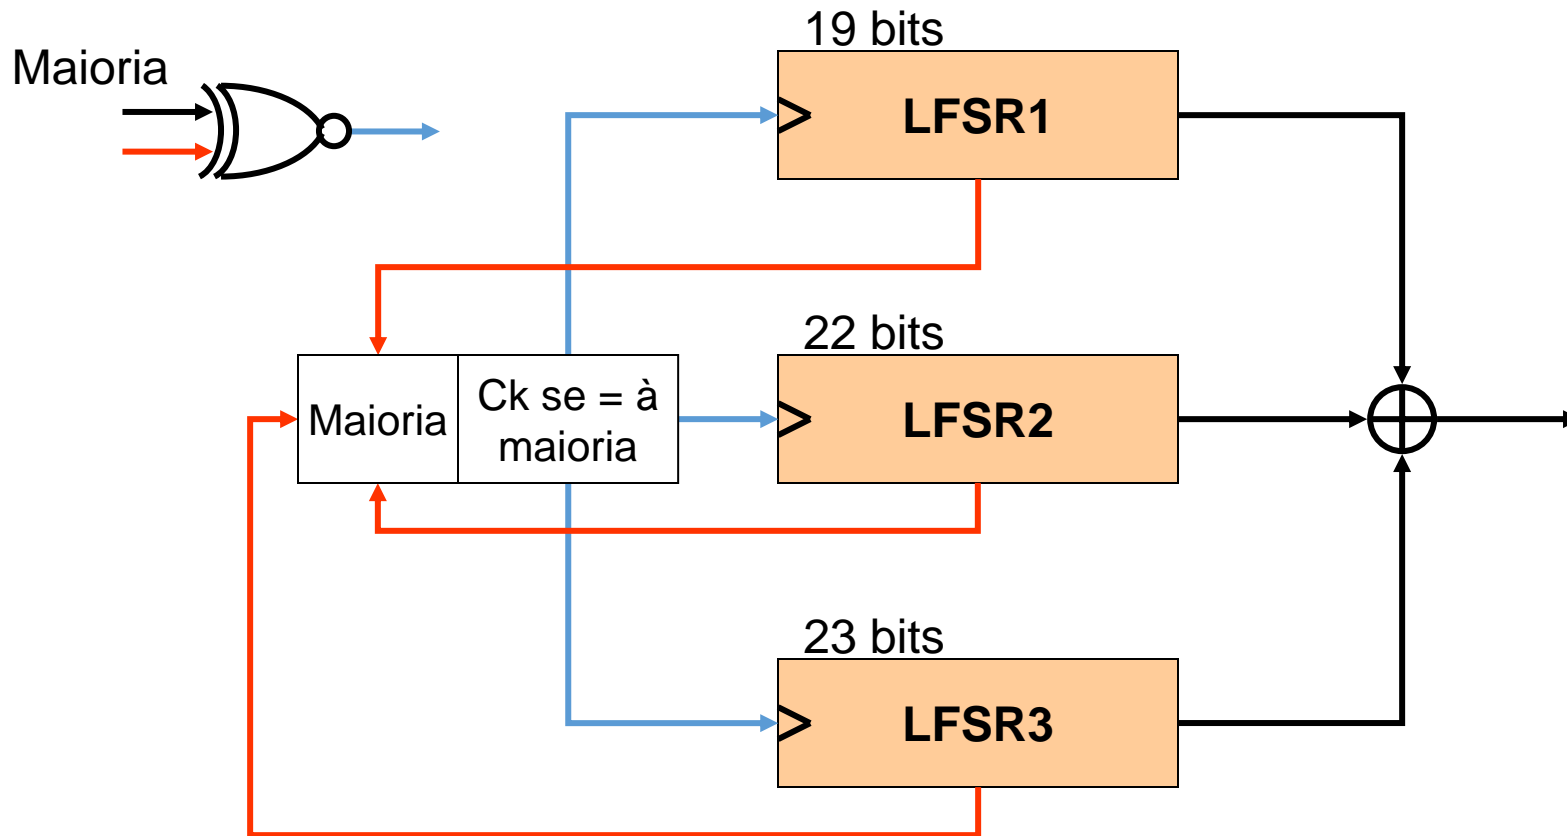 19 bits
Maioria
LFSR1
22 bits
Maioria
Ck se = à
maioria
LFSR2
23 bits
LFSR3